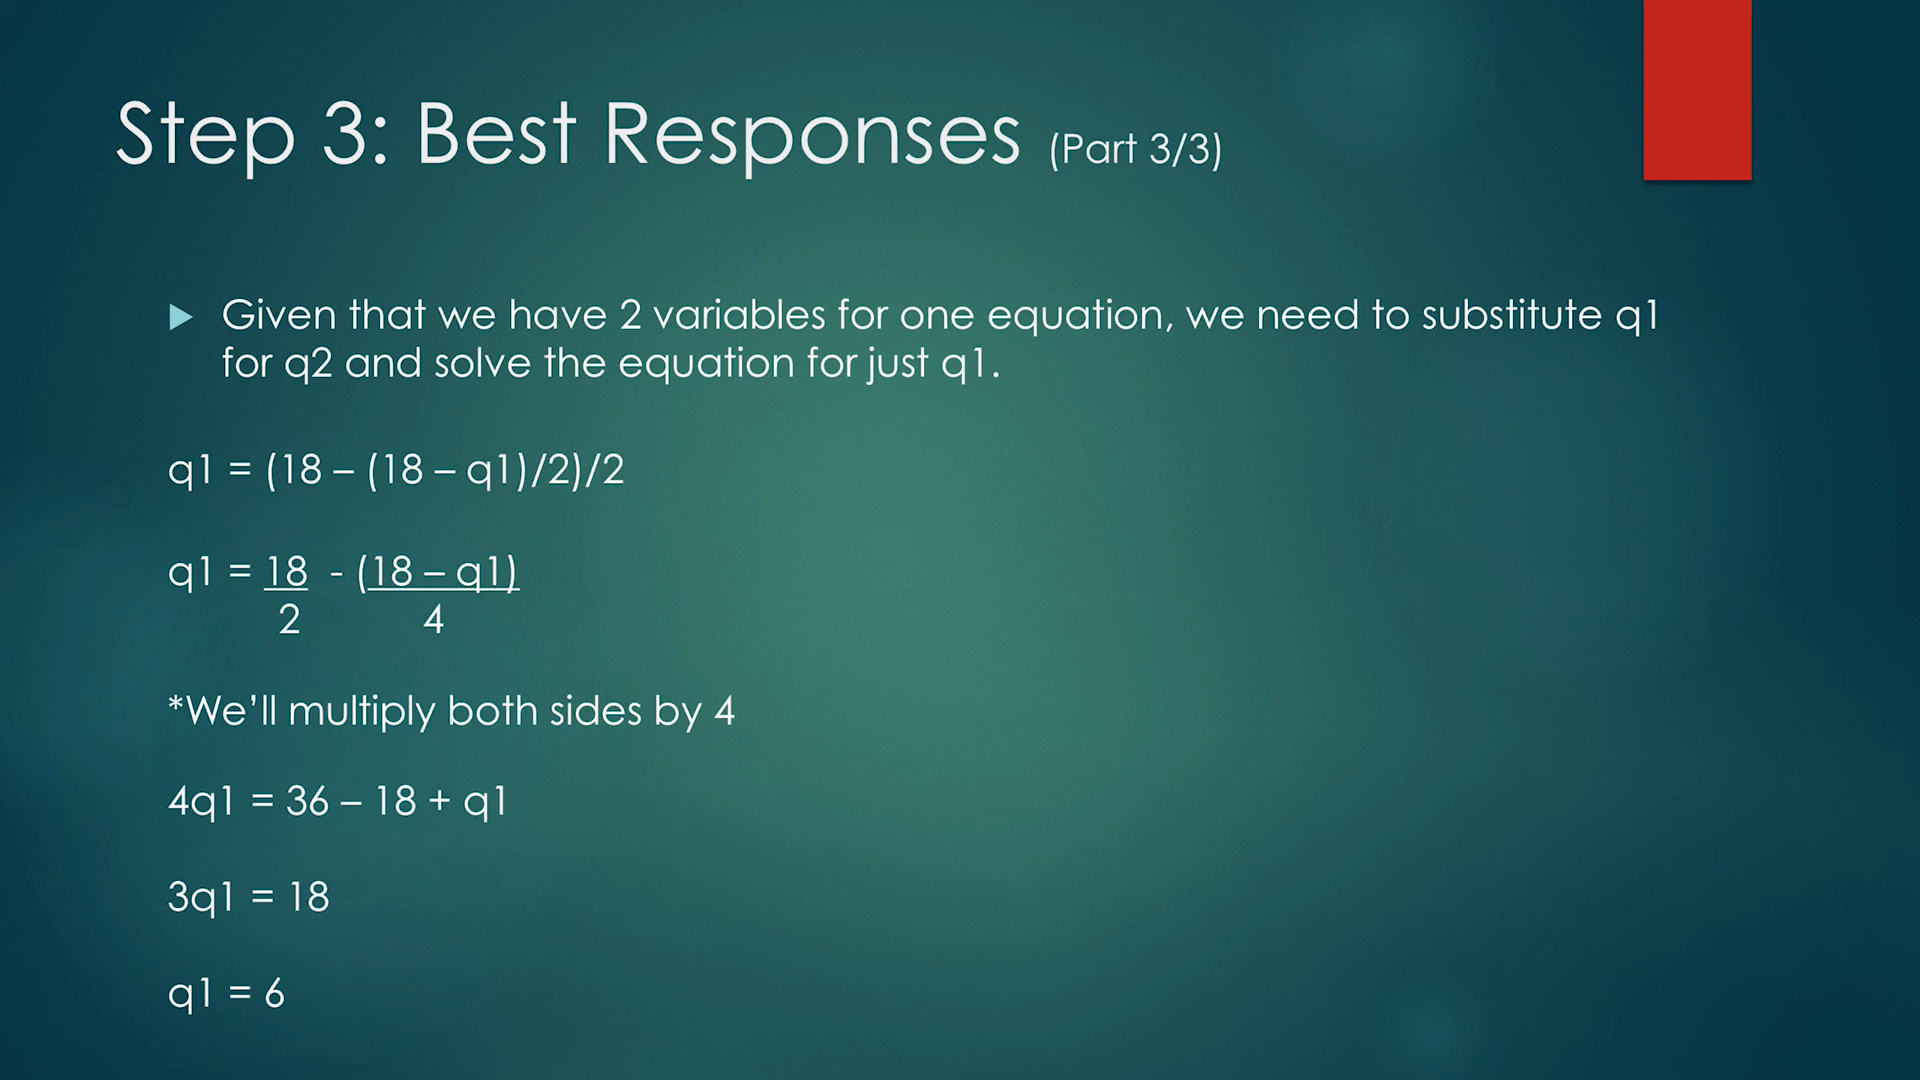 Step 3: Best Responses (Part 3/3)
Given that we have 2 variables for one equation, we need to substitute q1
for q2 and solve the equation for just q1.
q1 = (18 – (18 – q1)/2)/2
q1 = 18 - (18 – q1)
2 4
*We’ll multiply both sides by 4
4q1 = 36 – 18 + q1
3q1 = 18
q1 = 6